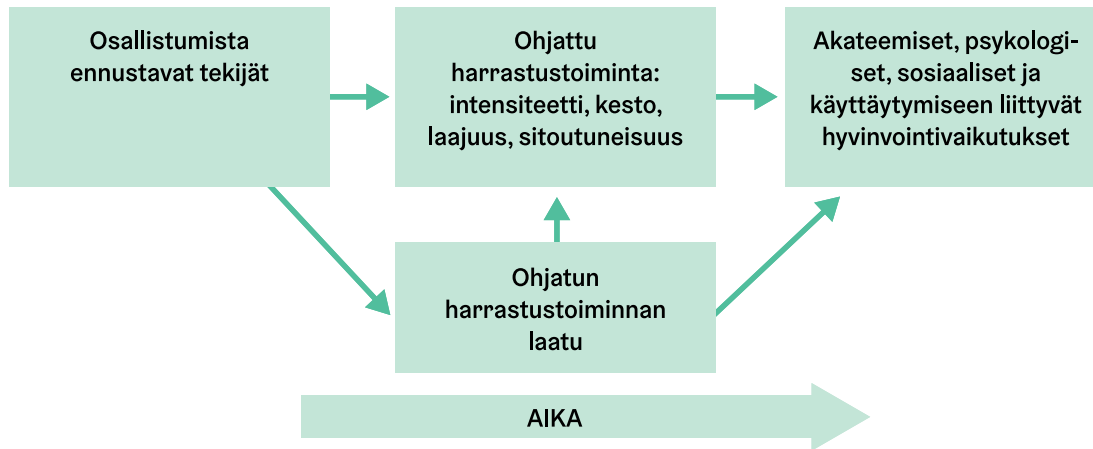 Osallistumista
ennustavat tekijät
Ohjattu
harrastustoiminta:
intensiteetti, kesto,
laajuus, sitoutuneisuus
Akateemiset, psykologi-
set, sosiaaliset ja
käyttäytymiseen liittyvät
hyvinvointivaikutukset
Ohjatun
harrastustoiminnan
laatu
AIKA